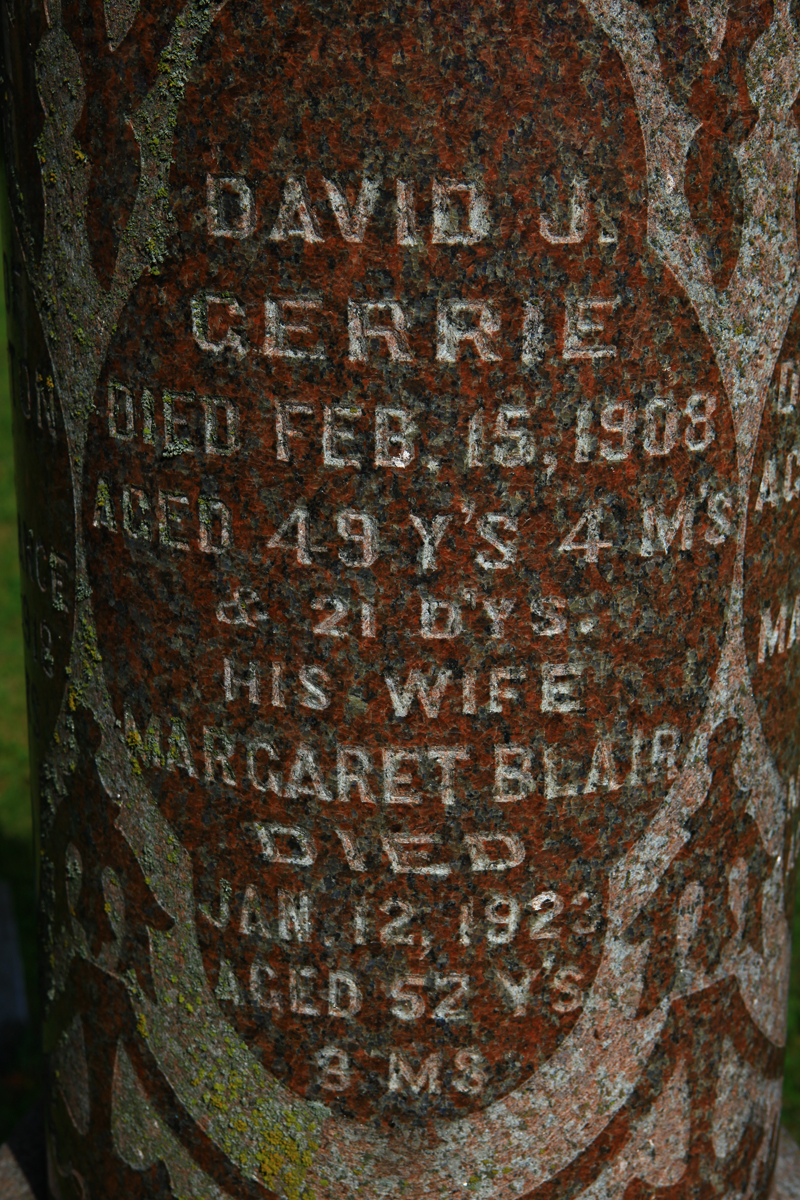 DAVID J.
GERRIE
DIED FEB. 15, 1908
AGED 49 Y'S 4 M'S
& 21 D'YS.
HIS WIFE
MARGARET BLAIR
DIED
JAN. 12, 1923
AGED 52 Y'S
3 MS